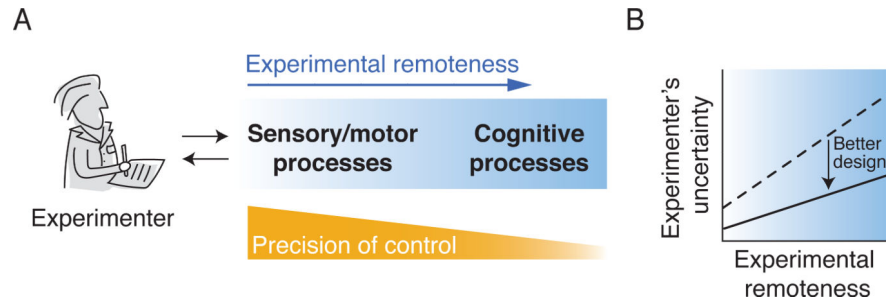 A
Experimental remoteness
Sensory/motor
processes
Cognitive
processes
Experimenter
Precision of control
B
Experimenter's
uncertainty
Better
design
Experimental
remoteness